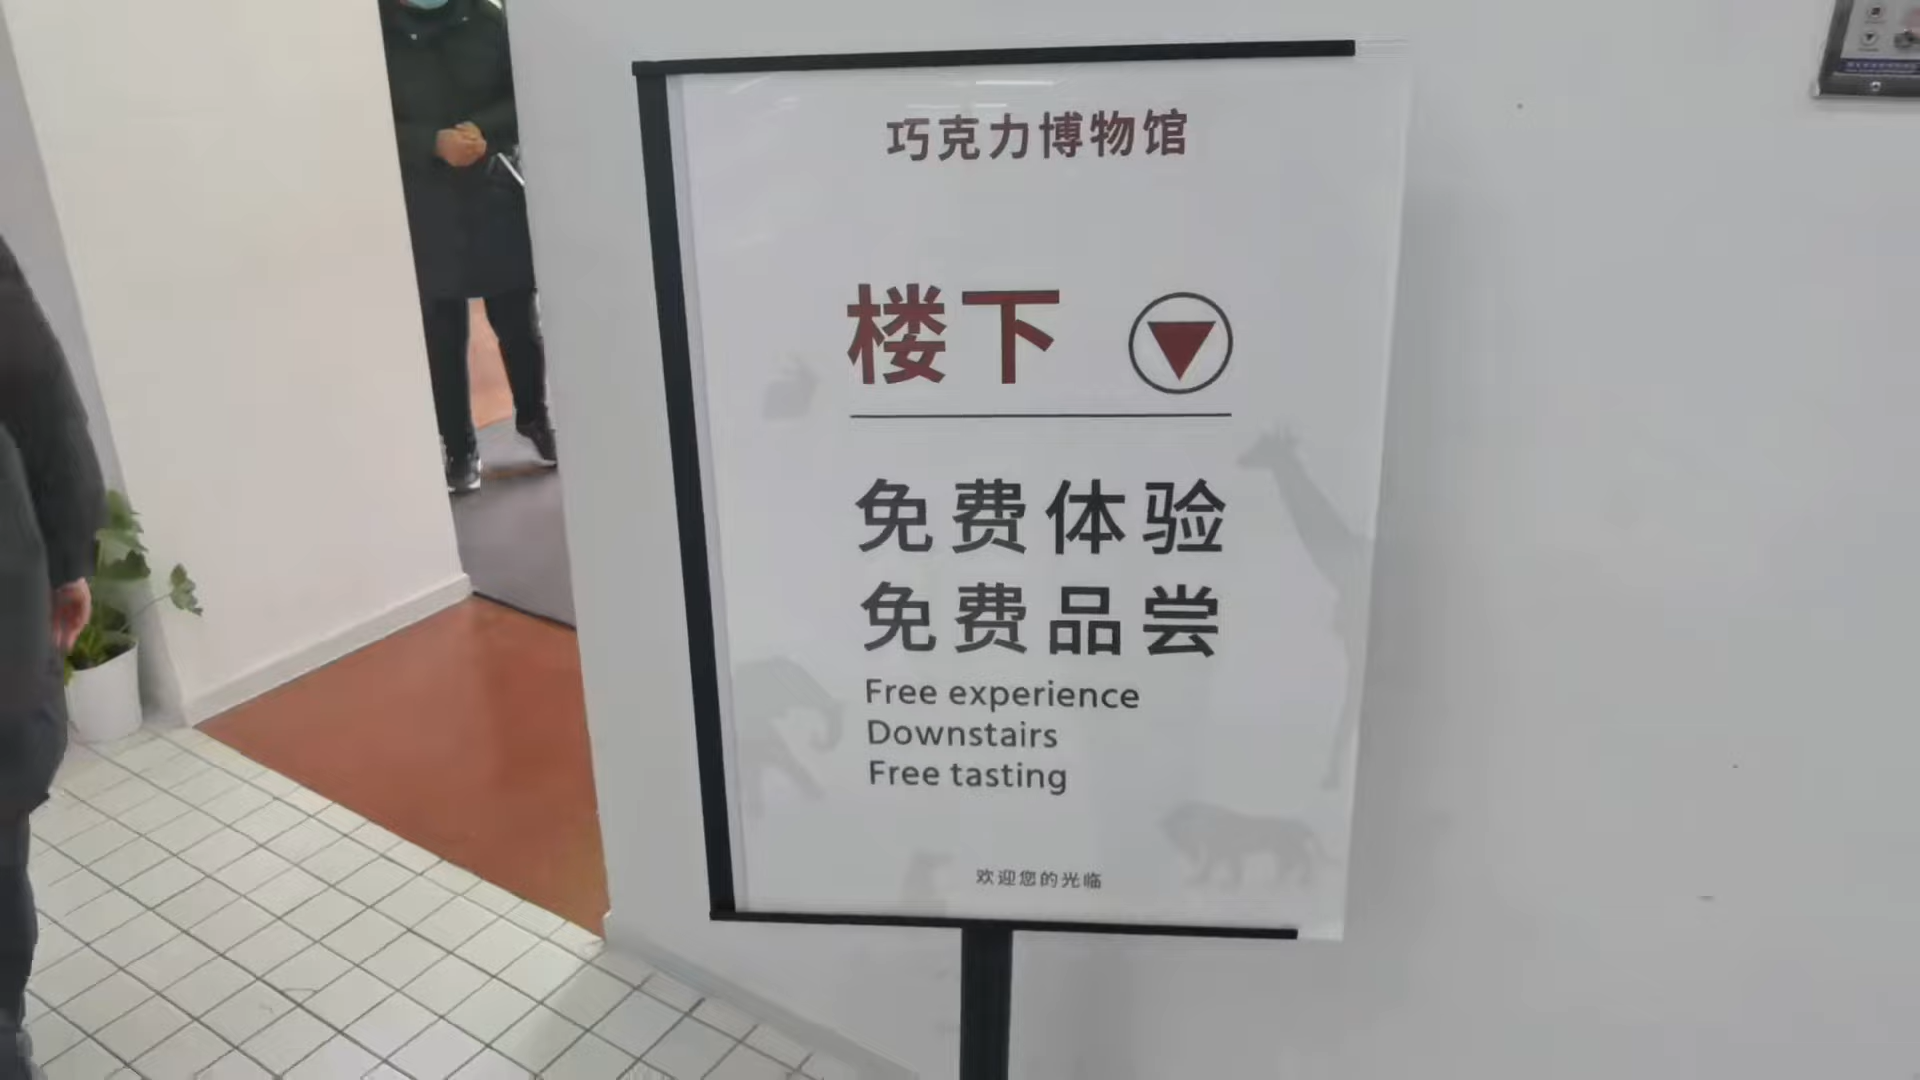 巧克力博物馆
楼下
免费体验
免费品尝
Free experience
Downstairs
Free tasting
欢迎您的光临